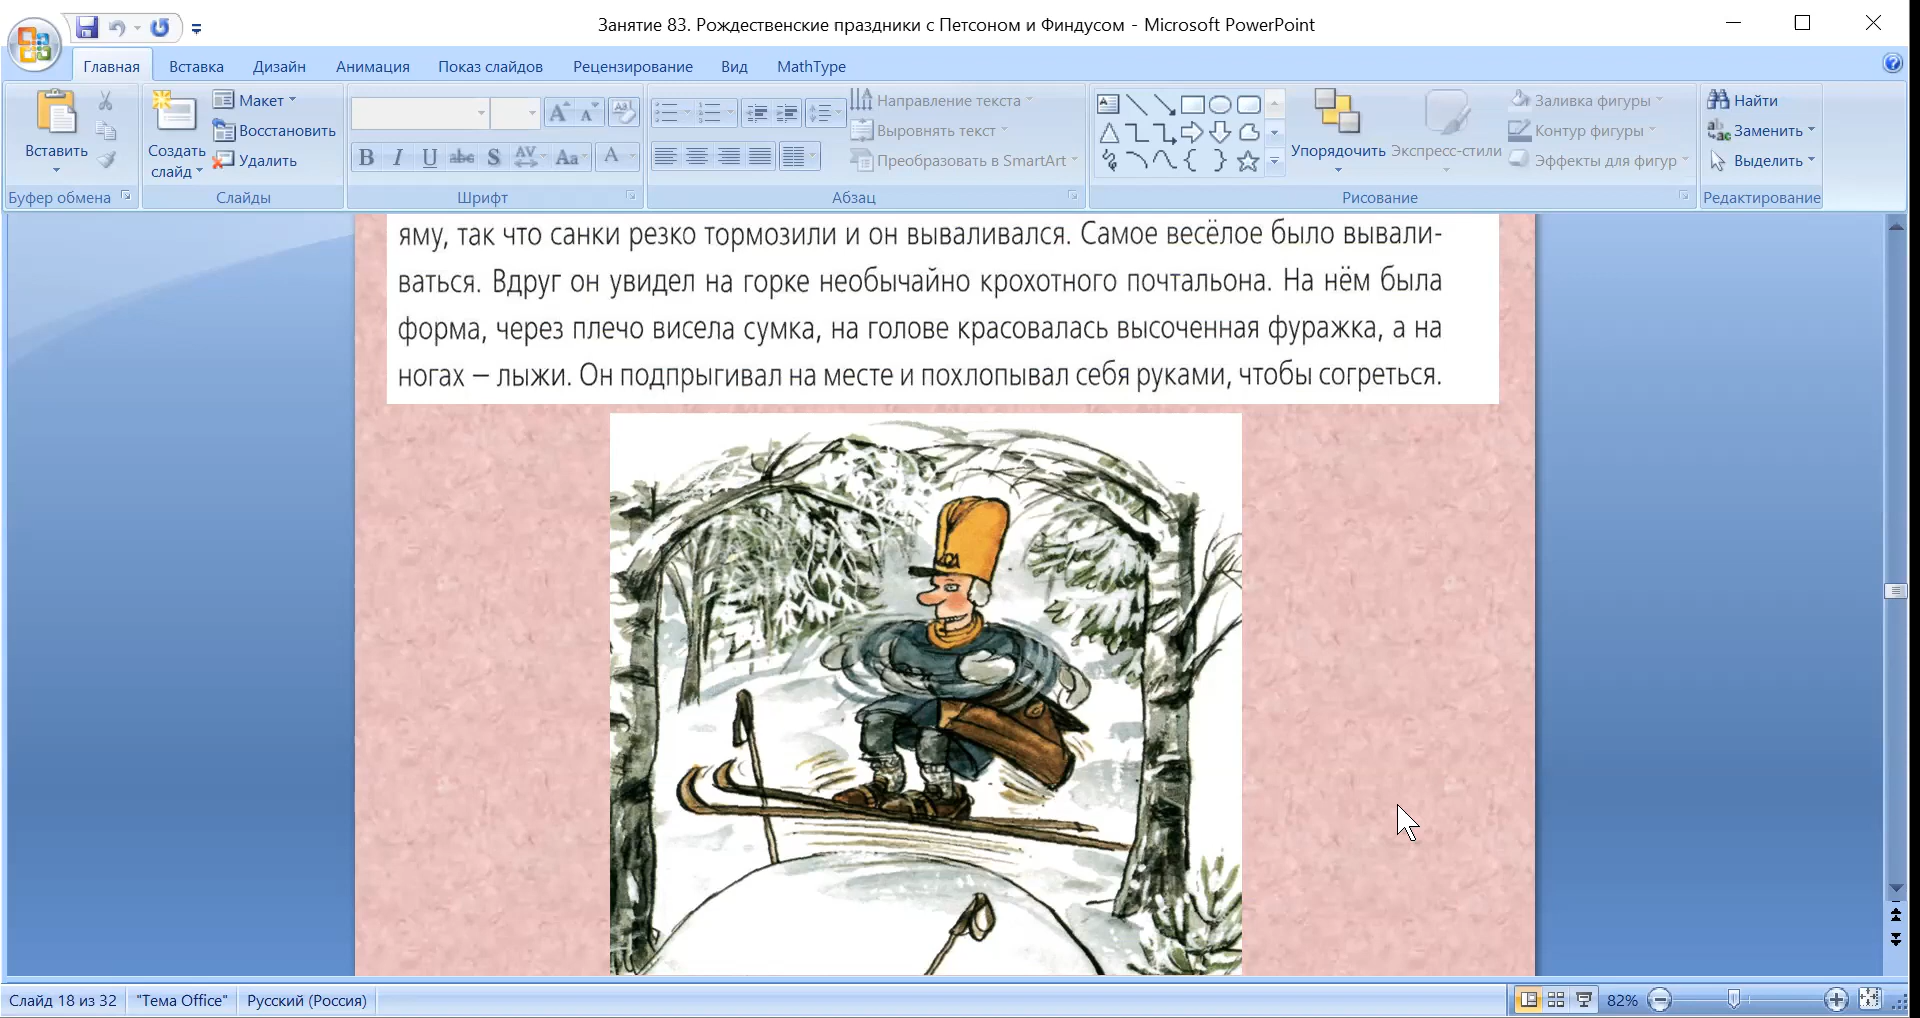 Занятие 83. Рождественские праздники с Петсоном и Финдусом - Microsoft PowerPoint
Главная Вставка Дизайн Анимация Показ слайдов Рецензирование Вид MathType
Вставить
Буфер обмена
Создать слайд
Макет
Восстановить
Удалить
Слайды
Шрифт
Направление текста
Выровнять текст
Преобразовать в SmartArt
Абзац
Упорядочить
Экспресс-стили
Заливка фигуры
Контур фигуры
Эффекты для фигур
Рисование
Найти
Заменить
Выделить
Редактирование
яму, так что санки резко тормозили и он вываливался. Самое весёлое было вывали-
ваться. Вдруг он увидел на горке необычайно крохотного почтальона. На нём была
форма, через плечо висела сумка, на голове красовалась высоченная фуражка, а на
ногах – лыжи. Он подпрыгивал на месте и похлопывал себя руками, чтобы согреться.
Слайд 18 из 32 "Тема Office" Русский (Россия) 82%